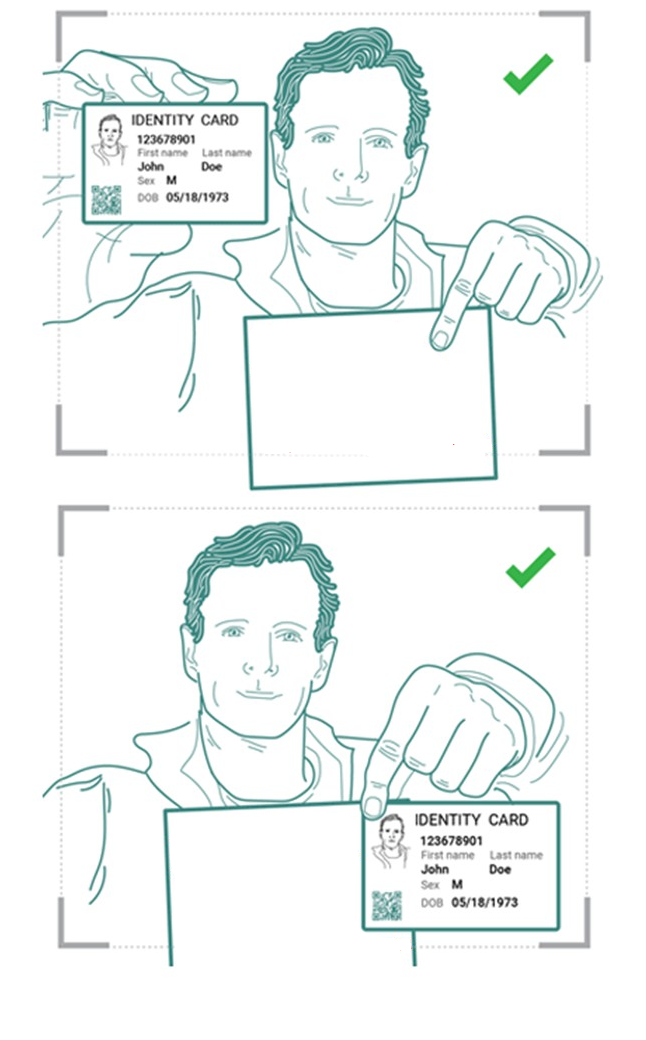 IDENTITY CARD
123678901
First name Last name
John Doe
Sex M
DOB 05/18/1973
IDENTITY CARD
123678901
First name Last name
John Doe
Sex M
DOB 05/18/1973